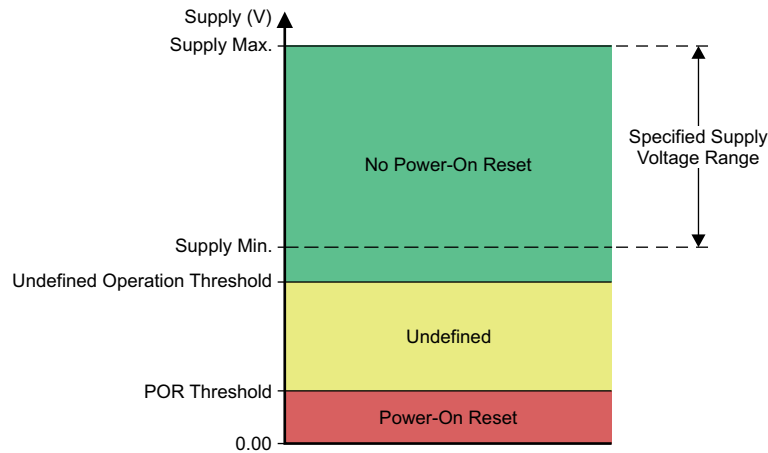 Supply (V)
Supply Max.
Specified Supply
Voltage Range
No Power-On Reset
Supply Min.
Undefined Operation Threshold
Undefined
POR Threshold
Power-On Reset
0.00